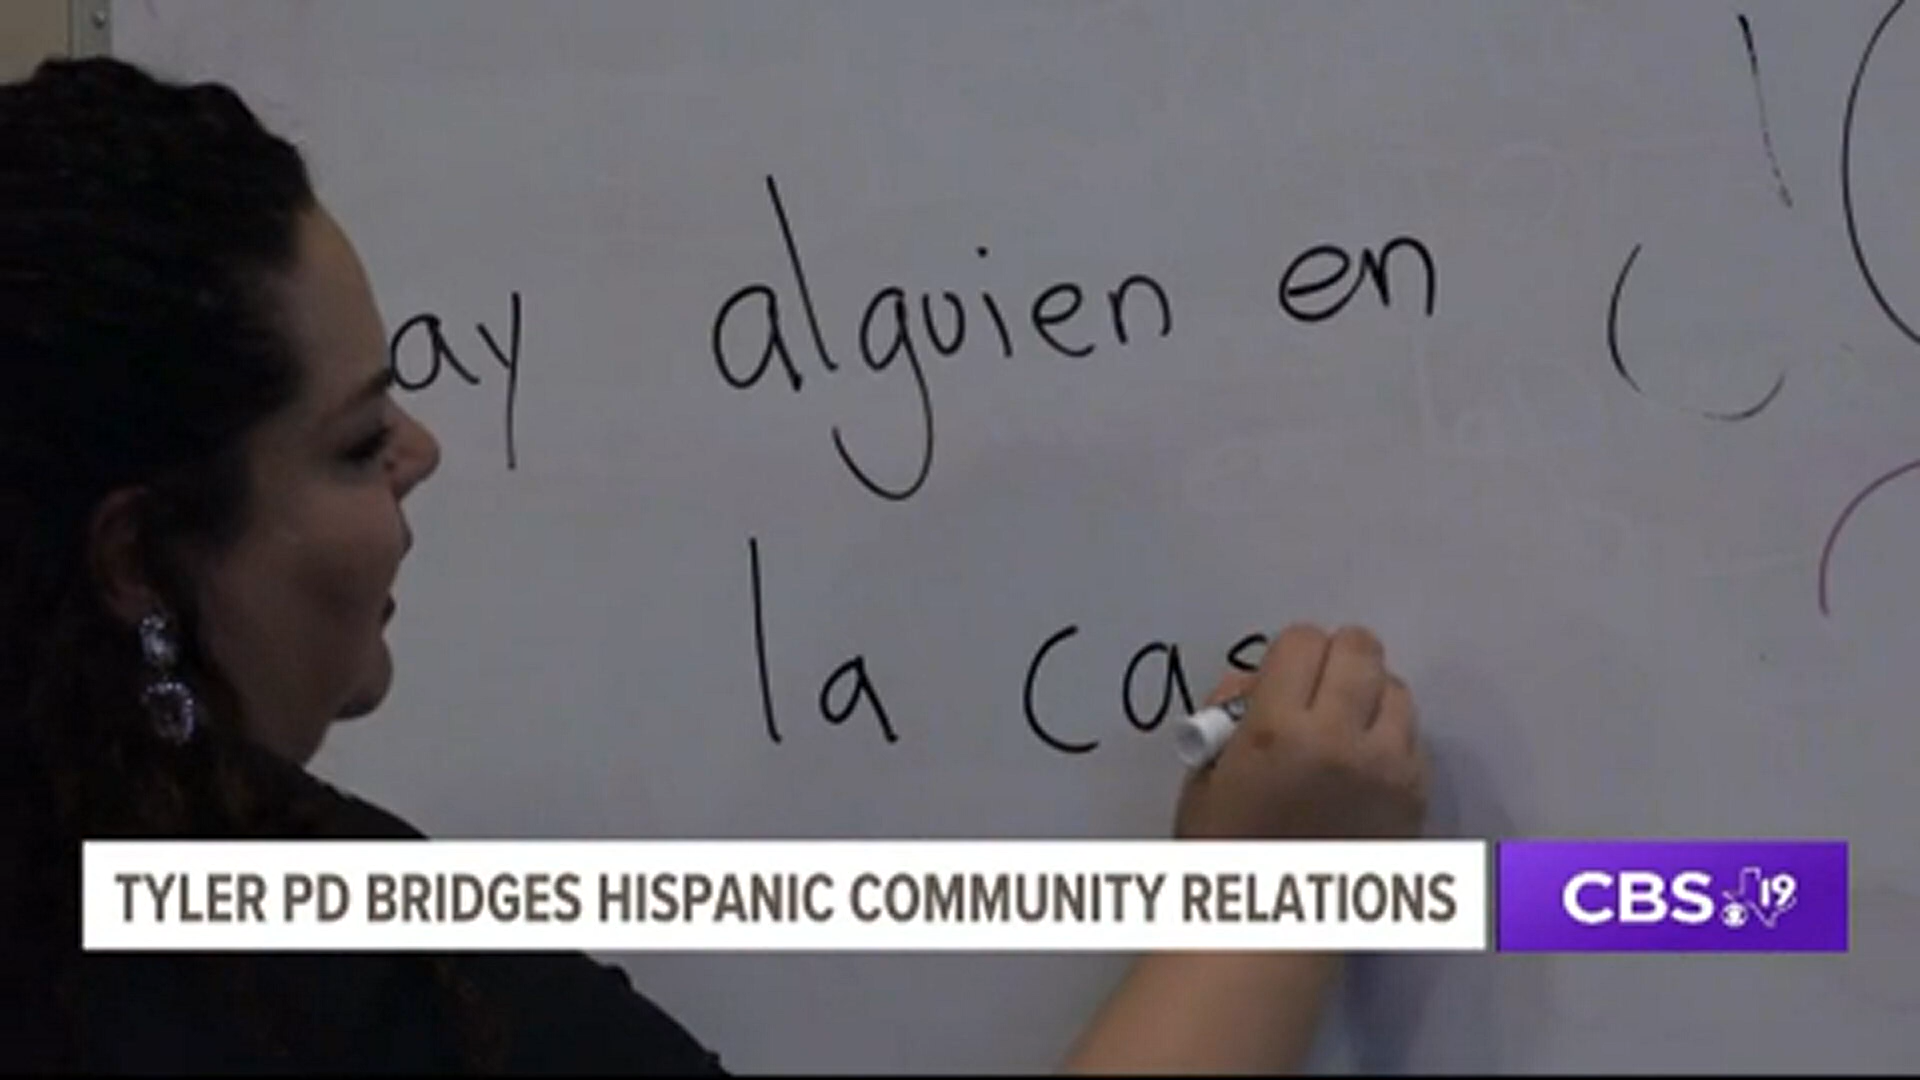 ay alguien en
la cas
TYLER PD BRIDGES HISPANIC COMMUNITY RELATIONS
CBS 19